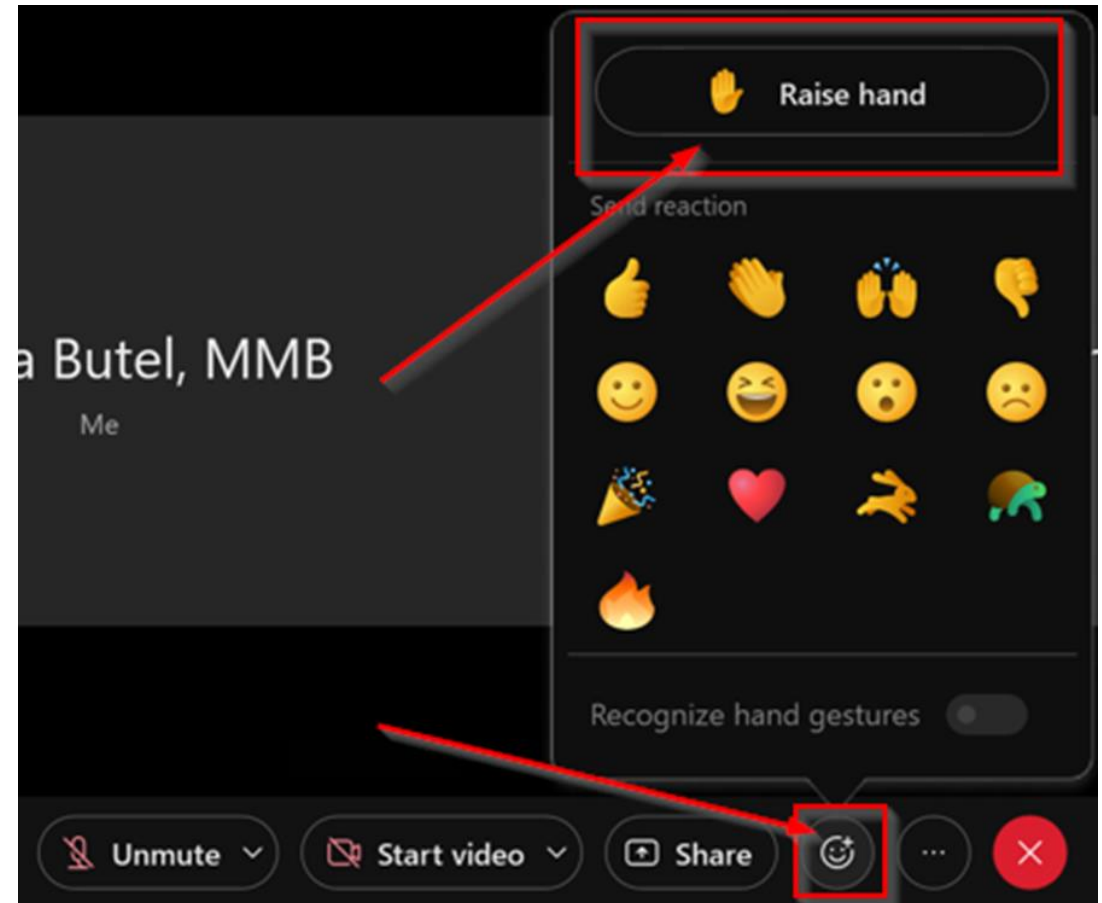 Raise hand
Send reaction
a Butel, MMB
Me
Recognize hand gestures
Unmute
Start video
Share